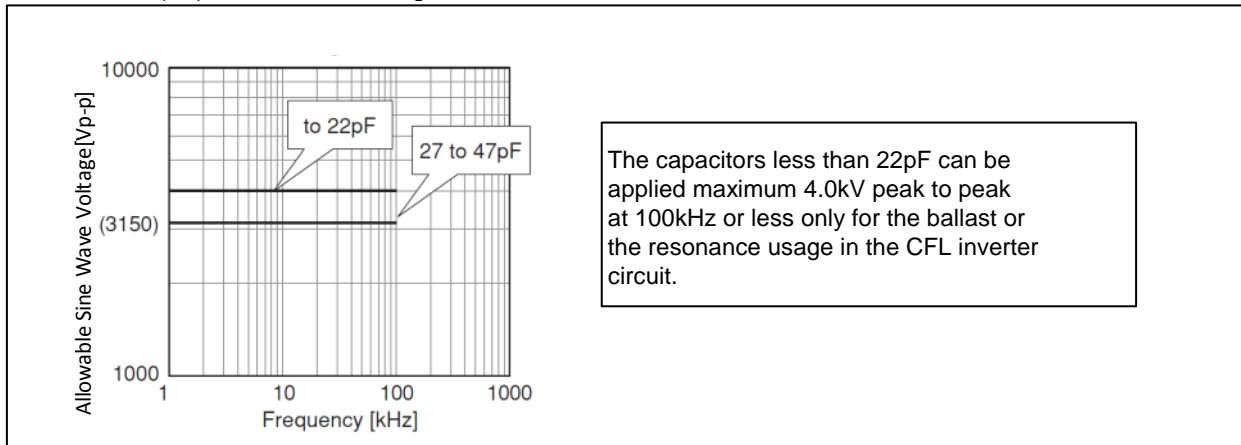 10000
to 22pF
27 to 47pF
(3150)
1000
1
10
100
1000
Allowable Sine Wave Voltage[Vp-p]
Frequency [kHz]
The capacitors less than 22pF can be
applied maximum 4.0kV peak to peak
at 100kHz or less only for the ballast or
the resonance usage in the CFL inverter
circuit.